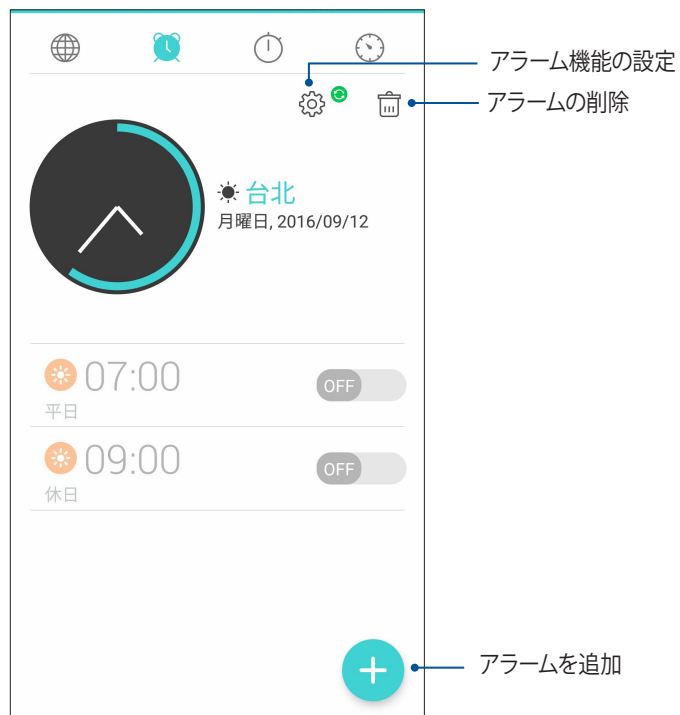 アラーム機能の設定
アラームの削除
台北
月曜日, 2016/09/12
07:00
OFF
平日
09:00
OFF
休日
アラームを追加